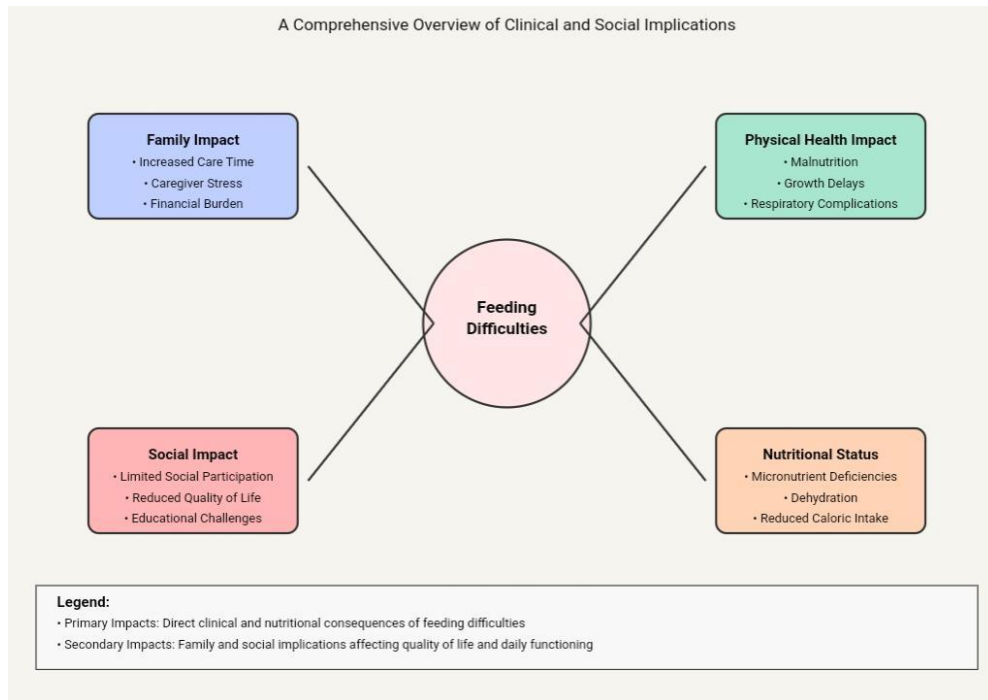 A Comprehensive Overview of Clinical and Social Implications
Family Impact
• Increased Care Time
• Caregiver Stress
• Financial Burden
Physical Health Impact
• Malnutrition
• Growth Delays
• Respiratory Complications
Feeding
Difficulties
Social Impact
• Limited Social Participation
• Reduced Quality of Life
• Educational Challenges
Nutritional Status
• Micronutrient Deficiencies
• Dehydration
• Reduced Caloric Intake
Legend:
• Primary Impacts: Direct clinical and nutritional consequences of feeding difficulties
• Secondary Impacts: Family and social implications affecting quality of life and daily functioning